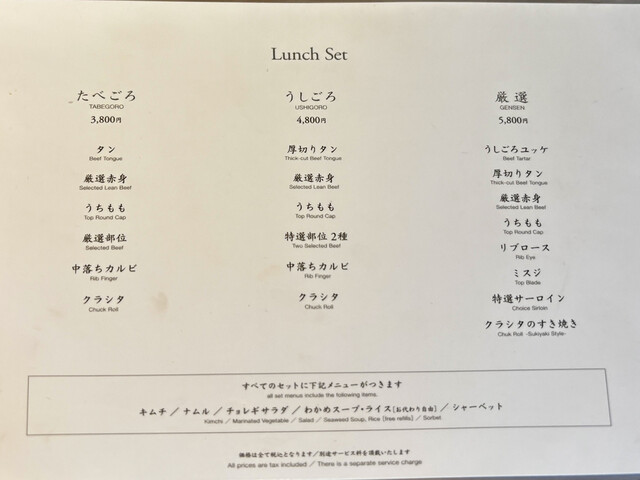 Lunch Set
たべごろ
TABEGORO
3,800円
タン
Beef Tongue
厳選赤身
Selected Lean Beef
うちもも
Top Round Cap
厳選部位
Selected Beef
中落ちカルビ
Rib Finger
クラシタ
Chuck Roll
うしごろ
USHIGORO
4,800円
厚切りタン
Thick-cut Beef Tongue
厳選赤身
Selected Lean Beef
うちもも
Top Round Cap
特選部位2種
Two Selected Beef
中落ちカルビ
Rib Finger
クラシタ
Chuck Roll
厳選
GENSEN
5,800円
うしごろユッケ
Beef Tartar
厚切りタン
Thick-cut Beef Tongue
厳選赤身
Selected Lean Beef
うちもも
Top Round Cap
リブロース
Rib Eye
ミスジ
Top Blade
特選サーロイン
Choice Sirloin
クラシタのすき焼き
Chuk Roll -Sukiyaki Style-
すべてのセットに下記メニューがつきます
all set menus include the following items.
キムチ／ナムル／チョレギサラダ／わかめスープ・ライス[お代わり自由]／シャーベット
Kimchi / Marinated Vegetable / Salad / Seaweed Soup, Rice [free refills] / Sorbet
価格は全て税込となります／別途サービス料を頂戴いたします
All prices are tax included / There is a separate service charge